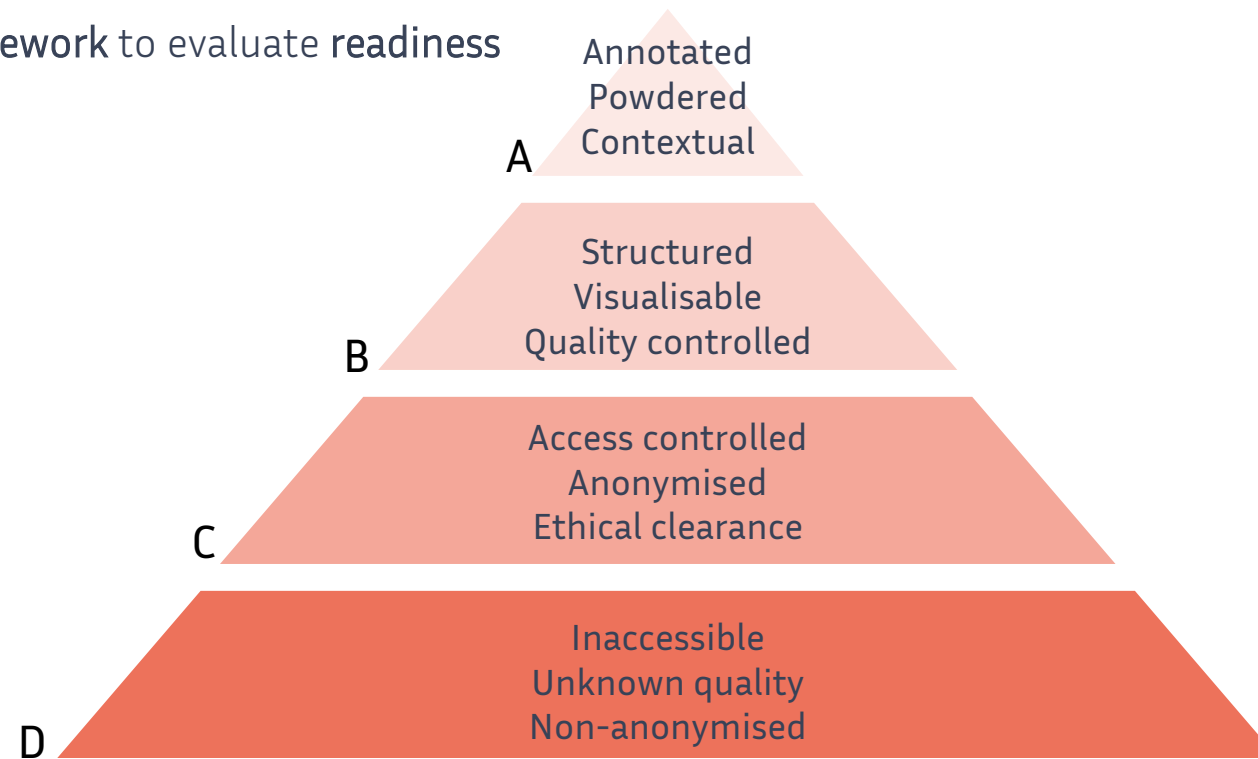 ework to evaluate readiness
Annotated
Powdered
Contextual
A
Structured
Visualisable
Quality controlled
B
Access controlled
Anonymised
Ethical clearance
C
Inaccessible
Unknown quality
Non-anonymised
D